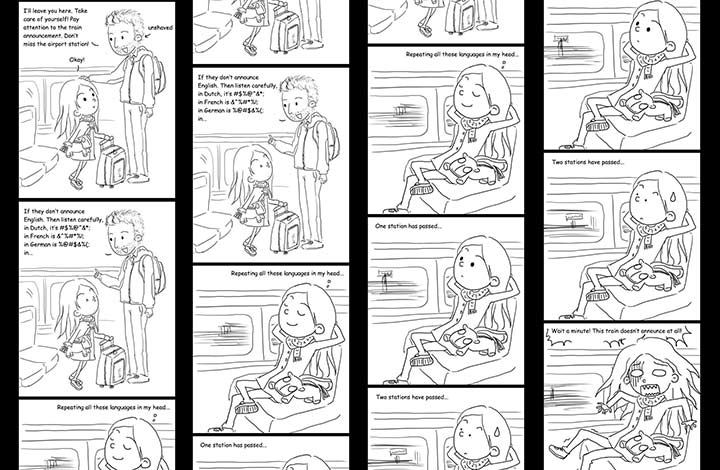 I'll leave you here. Take
care of yourself! Pay
attention to the train
announcement. Don't
miss the airport station!
unshaved
Okay!
If they don't announce
English. Then listen carefully,
in Dutch, it's #$%@^&*;
in French is &^%#*%!;
in German is %@#$&%(;
in...
Repeating all those languages in my head...
If they don't announce
English. Then listen carefully,
in Dutch, it's #$%@^&*;
in French is &^%#*%!;
in German is %@#$&%(;
in...
Repeating all those languages in my head...
One station has passed...
Repeating all those languages in my head...
One station has passed...
Two stations have passed...
Two stations have passed...
Wait a minute! This train doesn't announce at all!